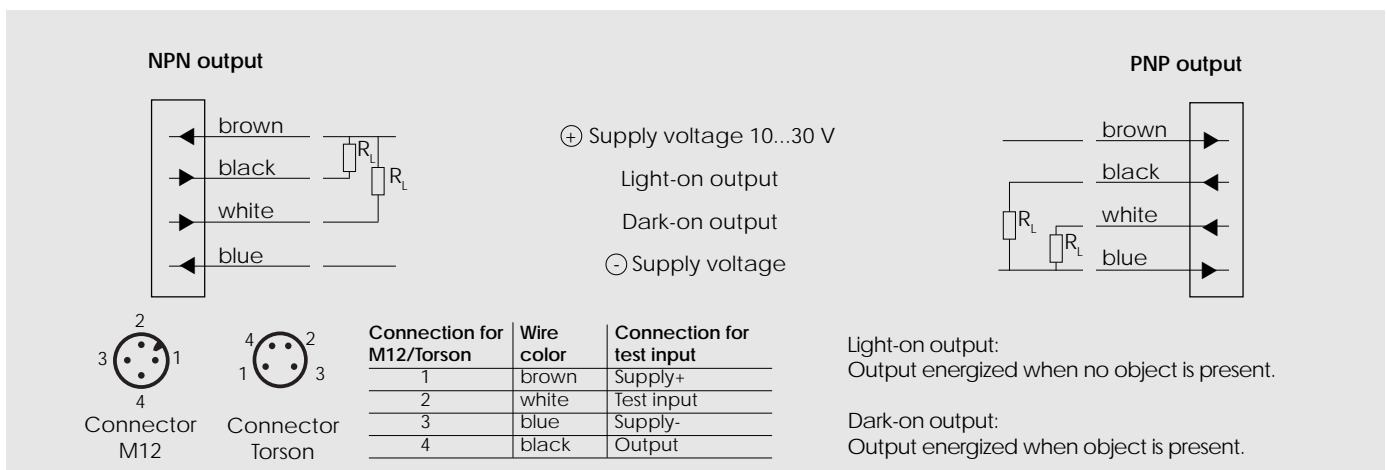 NPN output
PNP output
brown
black
white
blue
RL
RL
+ Supply voltage 10...30 V
Light-on output
Dark-on output
- Supply voltage
brown
black
white
blue
RL
RL
2
3 1
4
Connector
M12
4 2
1 3
Connector
Torson
Connection for M12/Torson | Wire color | Connection for test input
1 brown Supply+
2 white Test input
3 blue Supply-
4 black Output
Light-on output:
Output energized when no object is present.
Dark-on output:
Output energized when object is present.